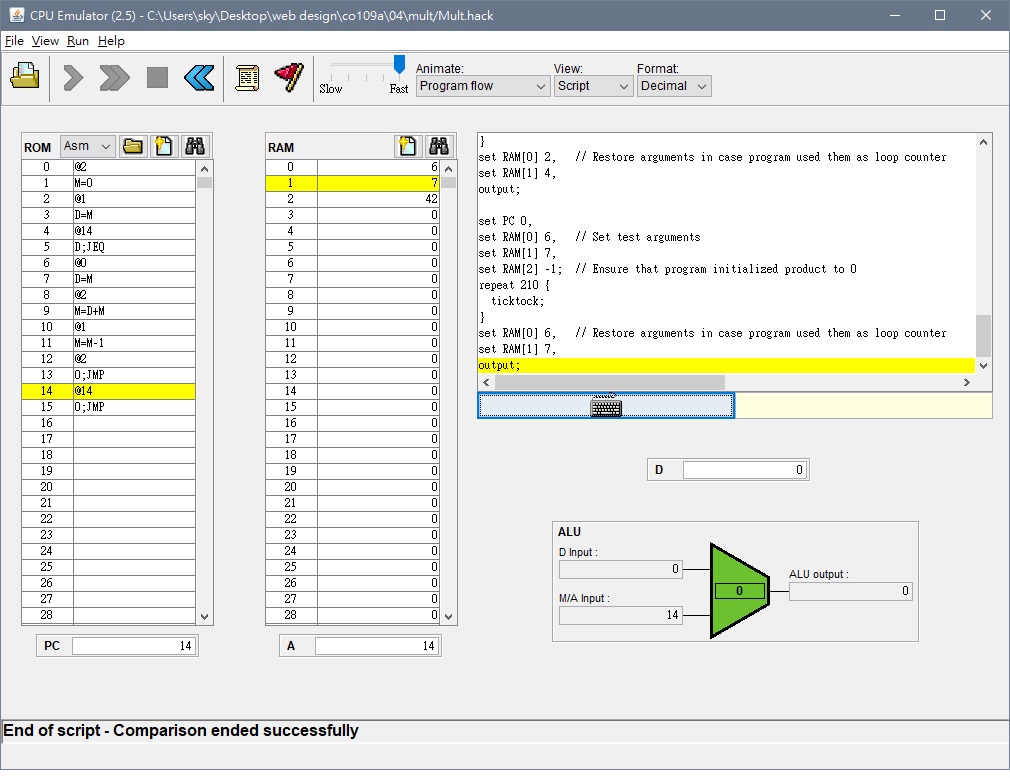 CPU Emulator (2.5) - C:\Users\sky\Desktop\web design\co109a\04\mult/Mult.hack
File View Run Help
Slow Fast
Animate: View: Format:
Program flow Script Decimal
ROM Asm
0 @2
1 M=0
2 @1
3 D=M
4 @14
5 D;JEQ
6 @0
7 D=M
8 @2
9 M=D+M
10 @1
11 M=M-1
12 @2
13 0;JMP
14 @14
15 0;JMP
16
17
18
19
20
21
22
23
24
25
26
27
28
PC 14
RAM
0 6
1 7
2 42
3 0
4 0
5 0
6 0
7 0
8 0
9 0
10 0
11 0
12 0
13 0
14 0
15 0
16 0
17 0
18 0
19 0
20 0
21 0
22 0
23 0
24 0
25 0
26 0
27 0
28 0
A 14
}
set RAM[0] 2, // Restore arguments in case program used them as loop counter
set RAM[1] 4,
output;
set PC 0,
set RAM[0] 6, // Set test arguments
set RAM[1] 7,
set RAM[2] -1; // Ensure that program initialized product to 0
repeat 210 {
ticktock;
}
set RAM[0] 6, // Restore arguments in case program used them as loop counter
set RAM[1] 7,
output;
D 0
ALU
D Input :
0
M/A Input :
14
0
ALU output :
0
End of script - Comparison ended successfully